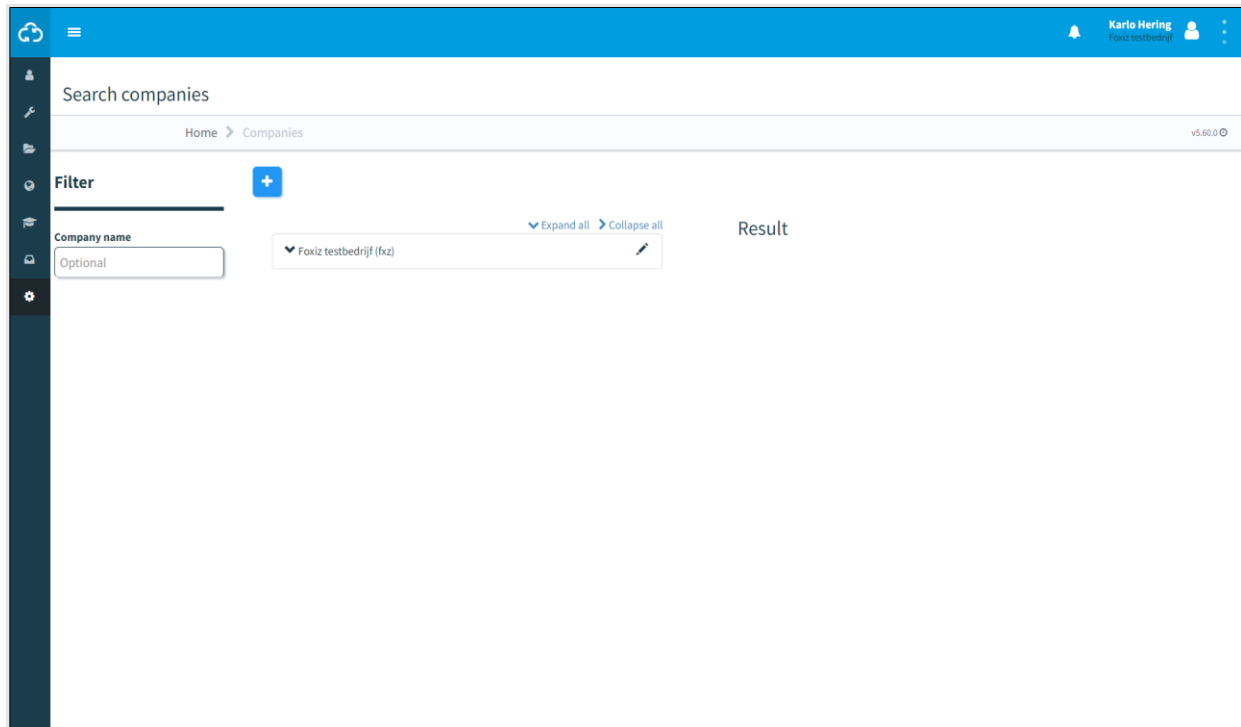 Karlo Hering
Foxiz testbedrijf
Search companies
Home Companies
v5.60.0
Filter
Expand all Collapse all
Result
Company name
Optional
Foxiz testbedrijf (fxz)